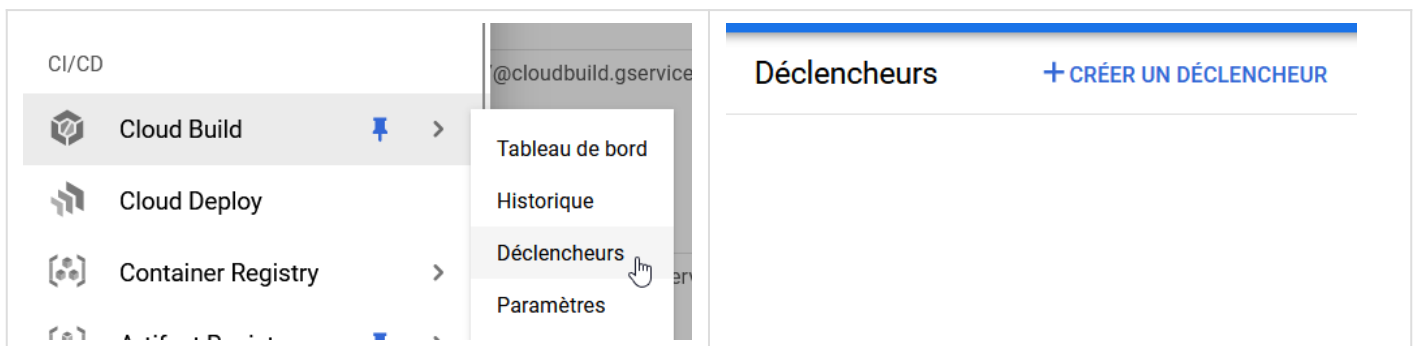 CI/CD
@cloudbuild.gservice
Cloud Build
Tableau de bord
Cloud Deploy
Historique
Déclencheurs
Container Registry
Paramètres
Déclencheurs
+ CRÉER UN DÉCLENCHEUR